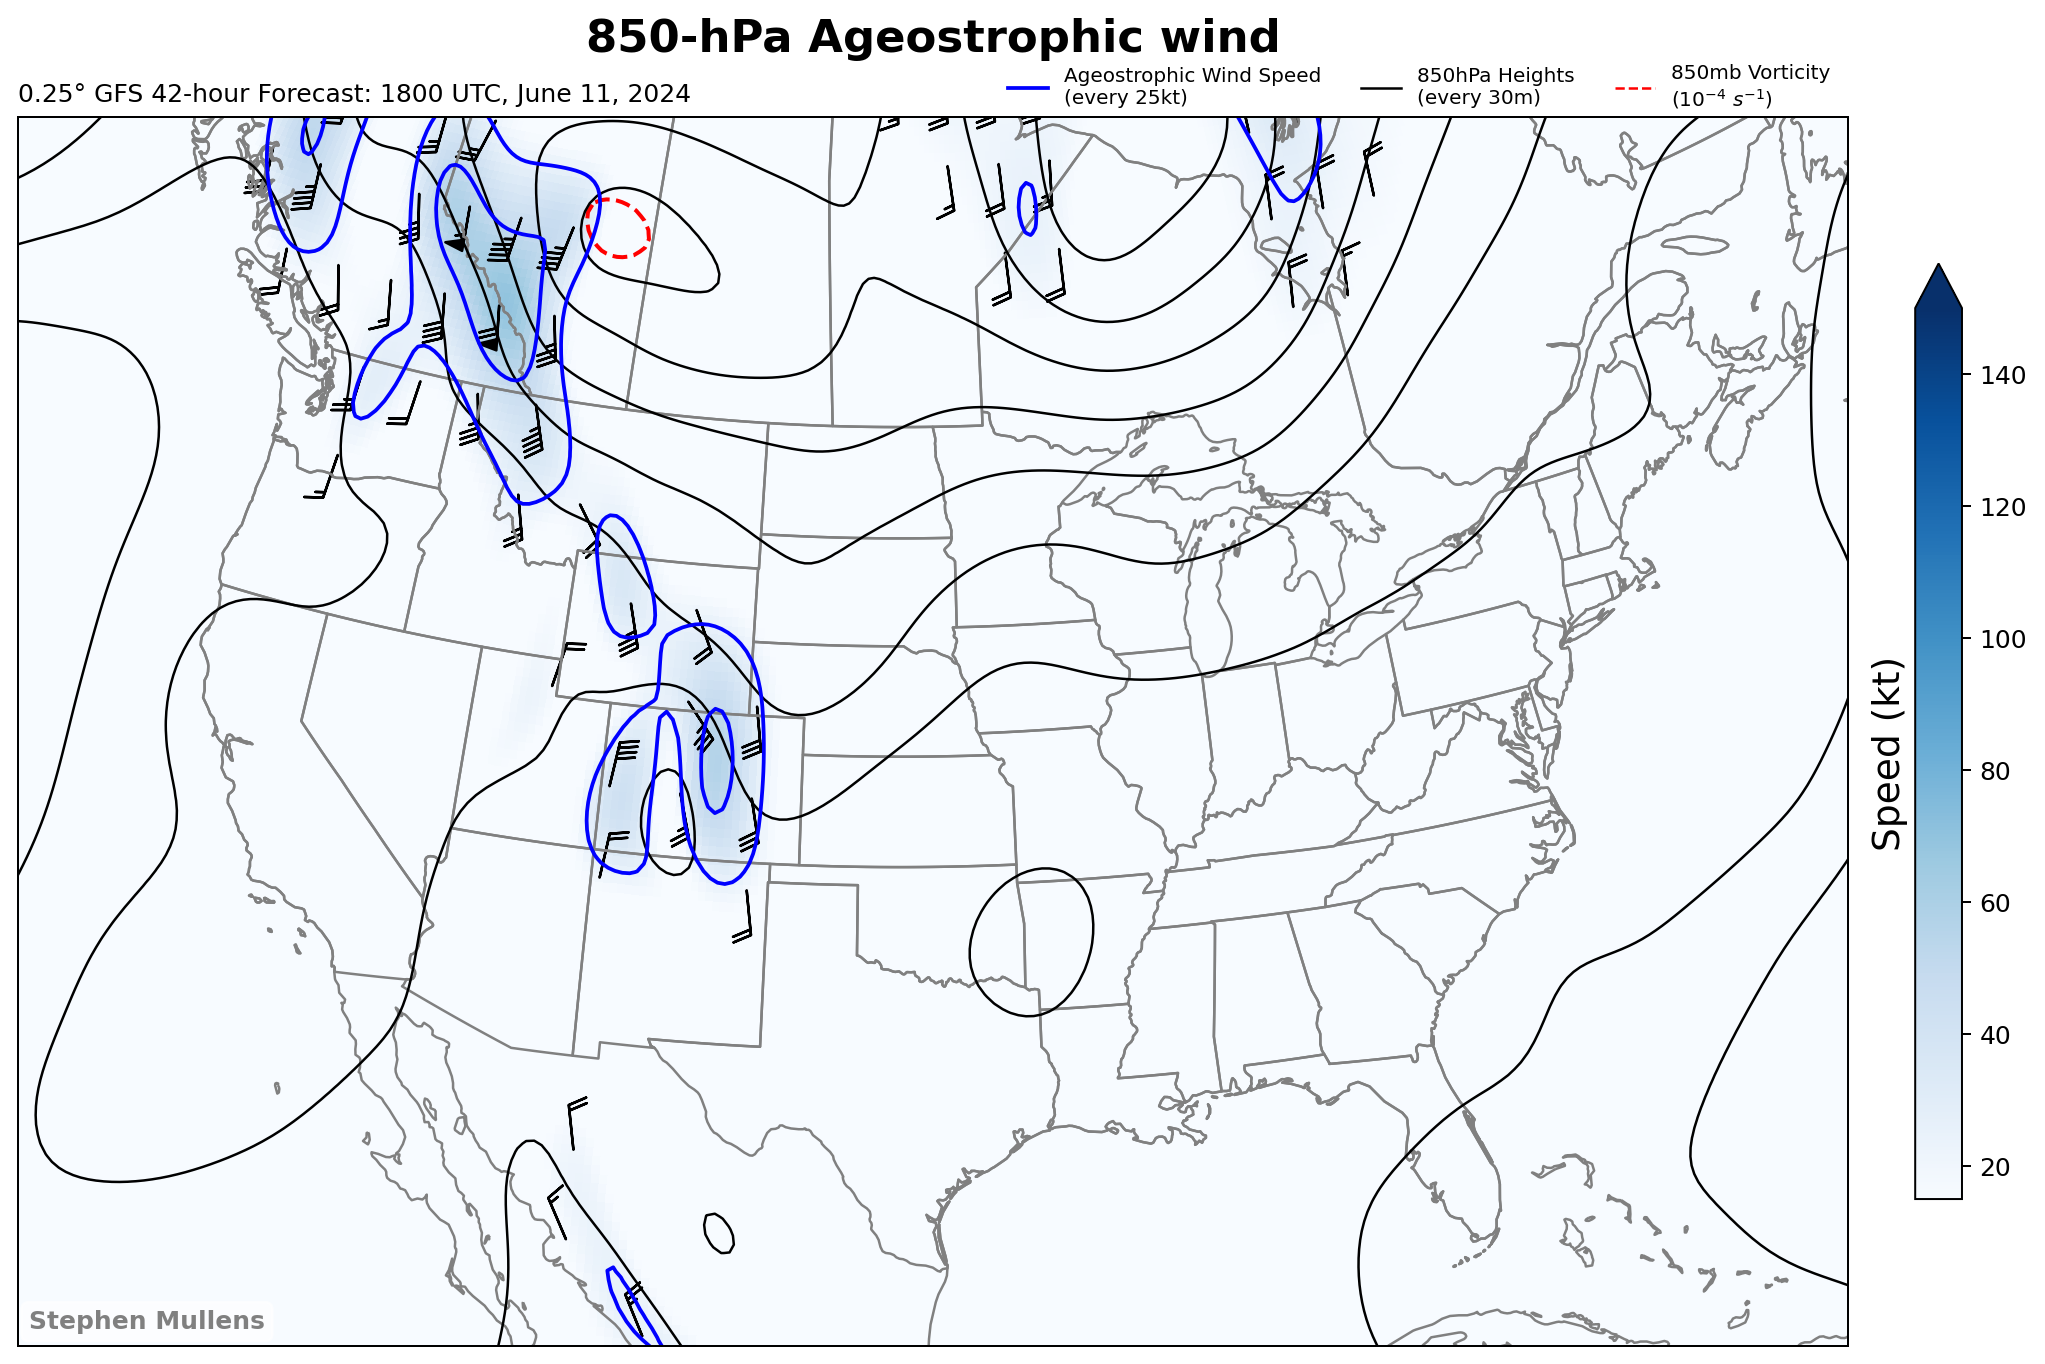 850-hPa Ageostrophic wind
0.25° GFS 42-hour Forecast: 1800 UTC, June 11, 2024
Ageostrophic Wind Speed
(every 25kt)
850hPa Heights
(every 30m)
850mb Vorticity
(10⁻⁴ s⁻¹)
140
120
100
80
60
40
20
Speed (kt)
Stephen Mullens